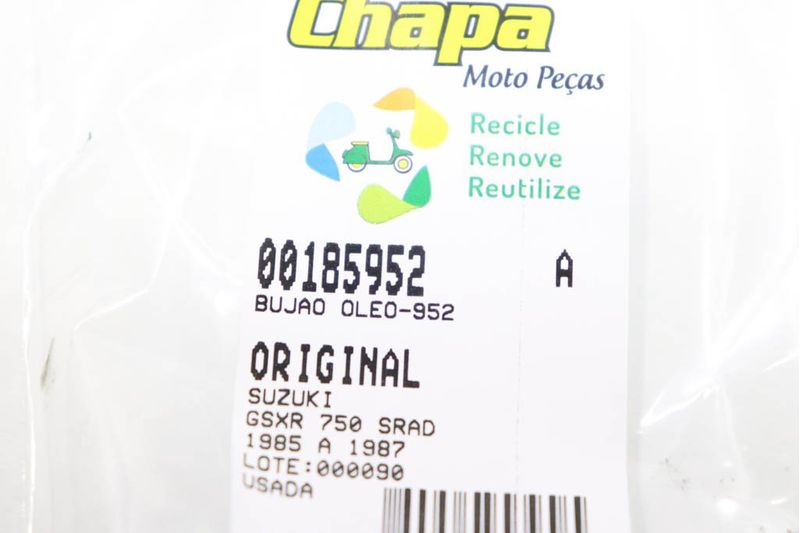 Chapa
Moto Peças
Recicle
Renove
Reutilize
00185952 A
BUJAO OLEO-952
ORIGINAL
SUZUKI
GSXR 750 SRAD
1985 A 1987
LOTE:000090
USADA